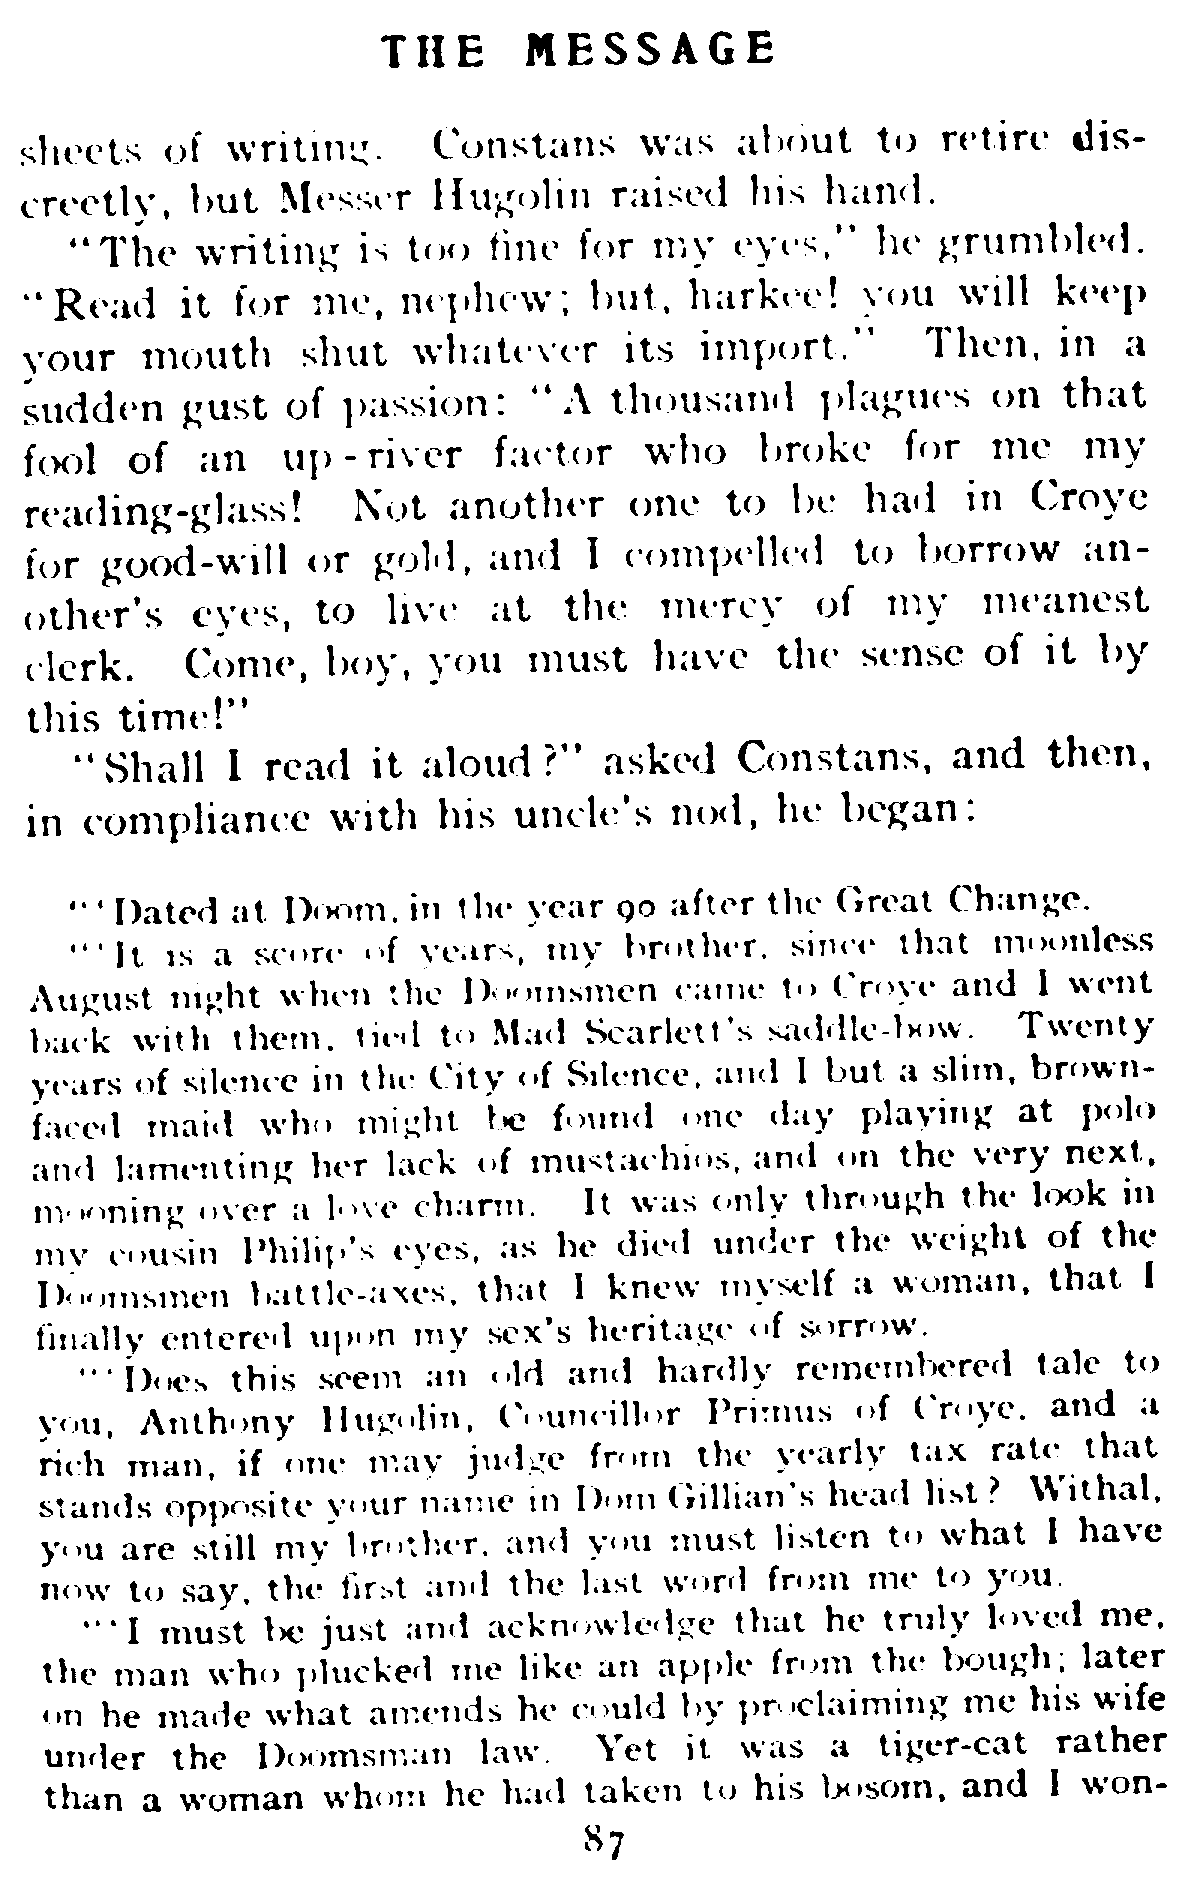 THE MESSAGE
sheets of writing. Constans was about to retire dis-
creetly, but Messer Hugolin raised his hand.
"The writing is too fine for my eyes," he grumbled.
"Read it for me, nephew; but, harkee! you will keep
your mouth shut whatever its import." Then, in a
sudden gust of passion: "A thousand plagues on that
fool of an up-river factor who broke for me my
reading-glass! Not another one to be had in Croye
for good-will or gold, and I compelled to borrow an-
other's eyes, to live at the mercy of my meanest
clerk. Come, boy, you must have the sense of it by
this time!"
"Shall I read it aloud?" asked Constans, and then,
in compliance with his uncle's nod, he began:
"'Dated at Doom, in the year 90 after the Great Change.
"'It is a score of years, my brother, since that moonless
August night when the Doomsmen came to Croye and I went
back with them, tied to Mad Scarlett's saddle-bow. Twenty
years of silence in the City of Silence, and I but a slim, brown-
faced maid who might be found one day playing at polo
and lamenting her lack of mustachios, and on the very next,
mooning over a love charm. It was only through the look in
my cousin Philip's eyes, as he died under the weight of the
Doomsmen battle-axes, that I knew myself a woman, that I
finally entered upon my sex's heritage of sorrow.
"'Does this seem an old and hardly remembered tale to
you, Anthony Hugolin, Councillor Primus of Croye, and a
rich man, if one may judge from the yearly tax rate that
stands opposite your name in Dom Gillian's head list? Withal,
you are still my brother, and you must listen to what I have
now to say, the first and the last word from me to you.
"'I must be just and acknowledge that he truly loved me,
the man who plucked me like an apple from the bough; later
on he made what amends he could by proclaiming me his wife
under the Doomsman law. Yet it was a tiger-cat rather
than a woman whom he had taken to his bosom, and I won-
87